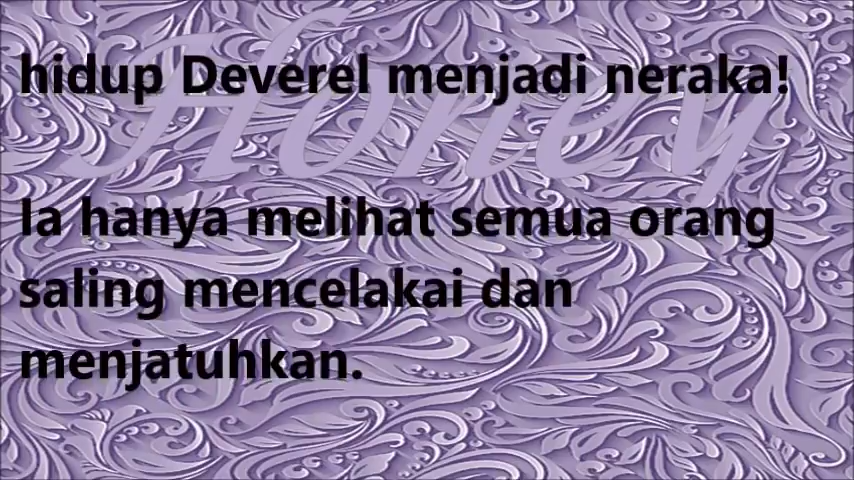 Honey
hidup Deverel menjadi neraka!
Ia hanya melihat semua orang
saling mencelakai dan
menjatuhkan.